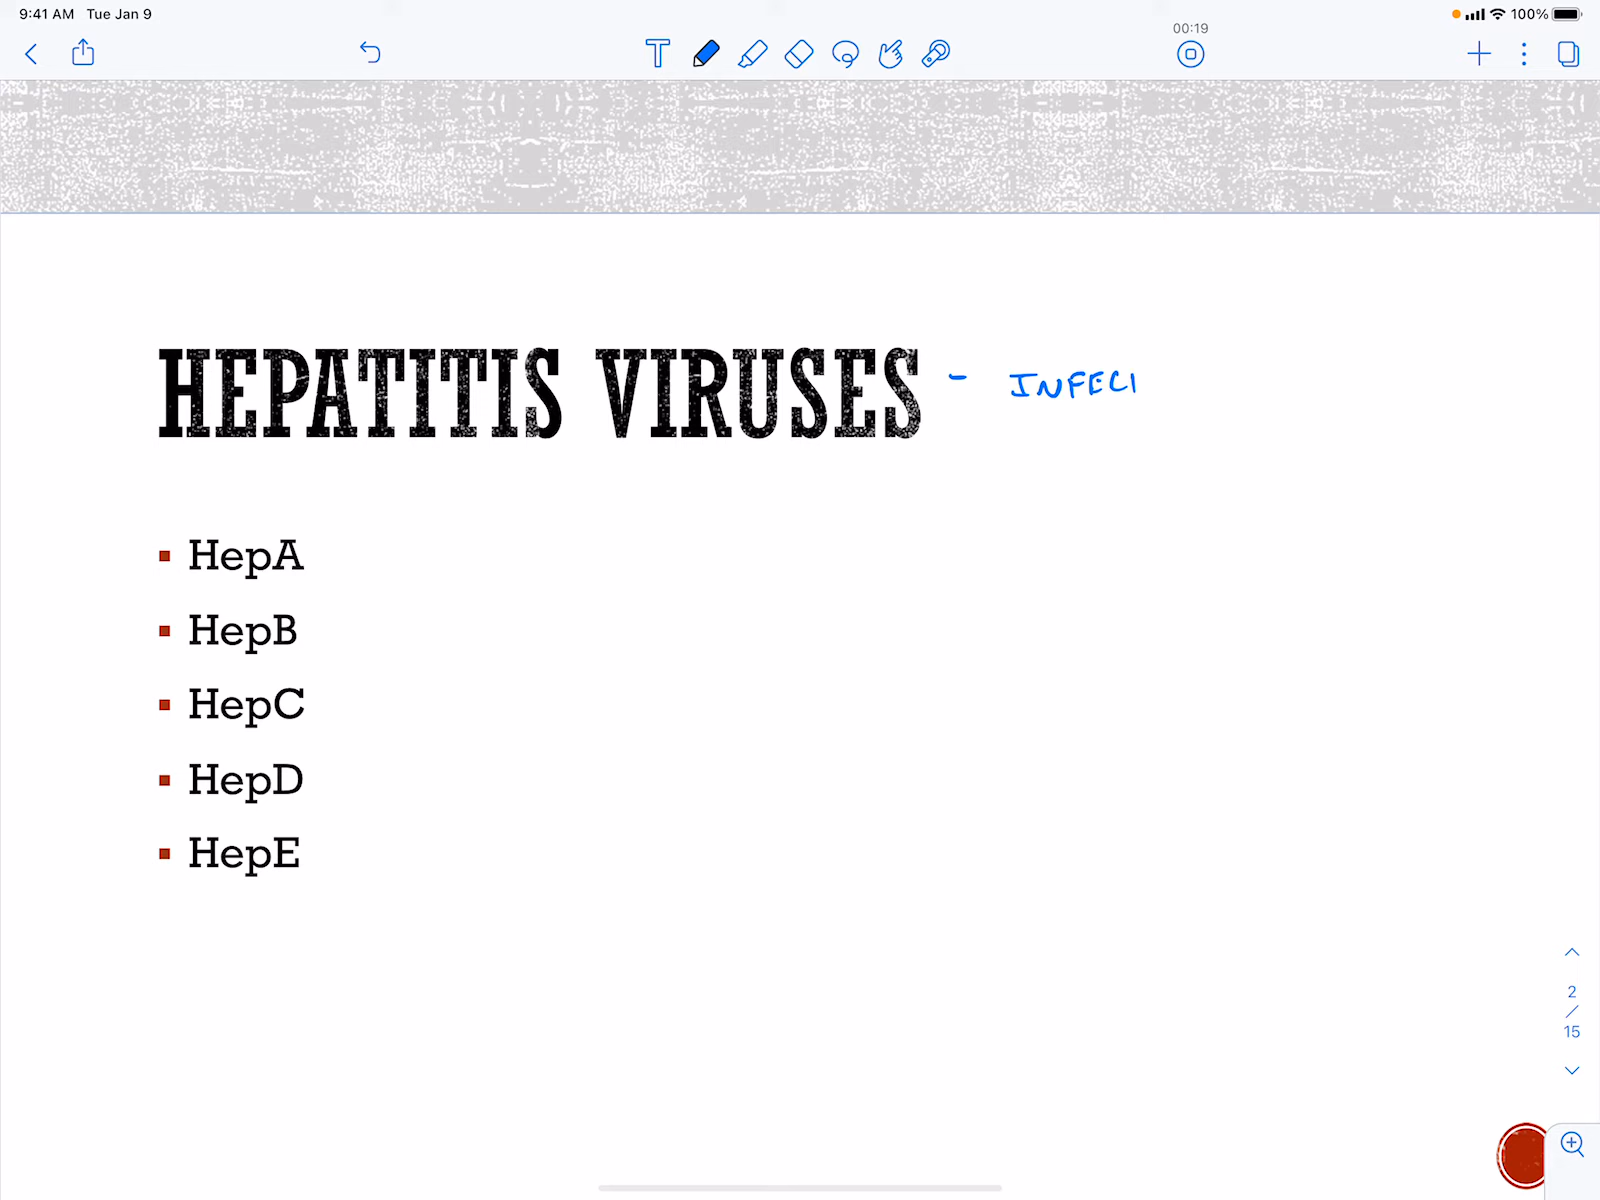 9:41 AM Tue Jan 9
100%
00:19
HEPATITIS VIRUSES - INFECI
▪ HepA
▪ HepB
▪ HepC
▪ HepD
▪ HepE
2
/
15